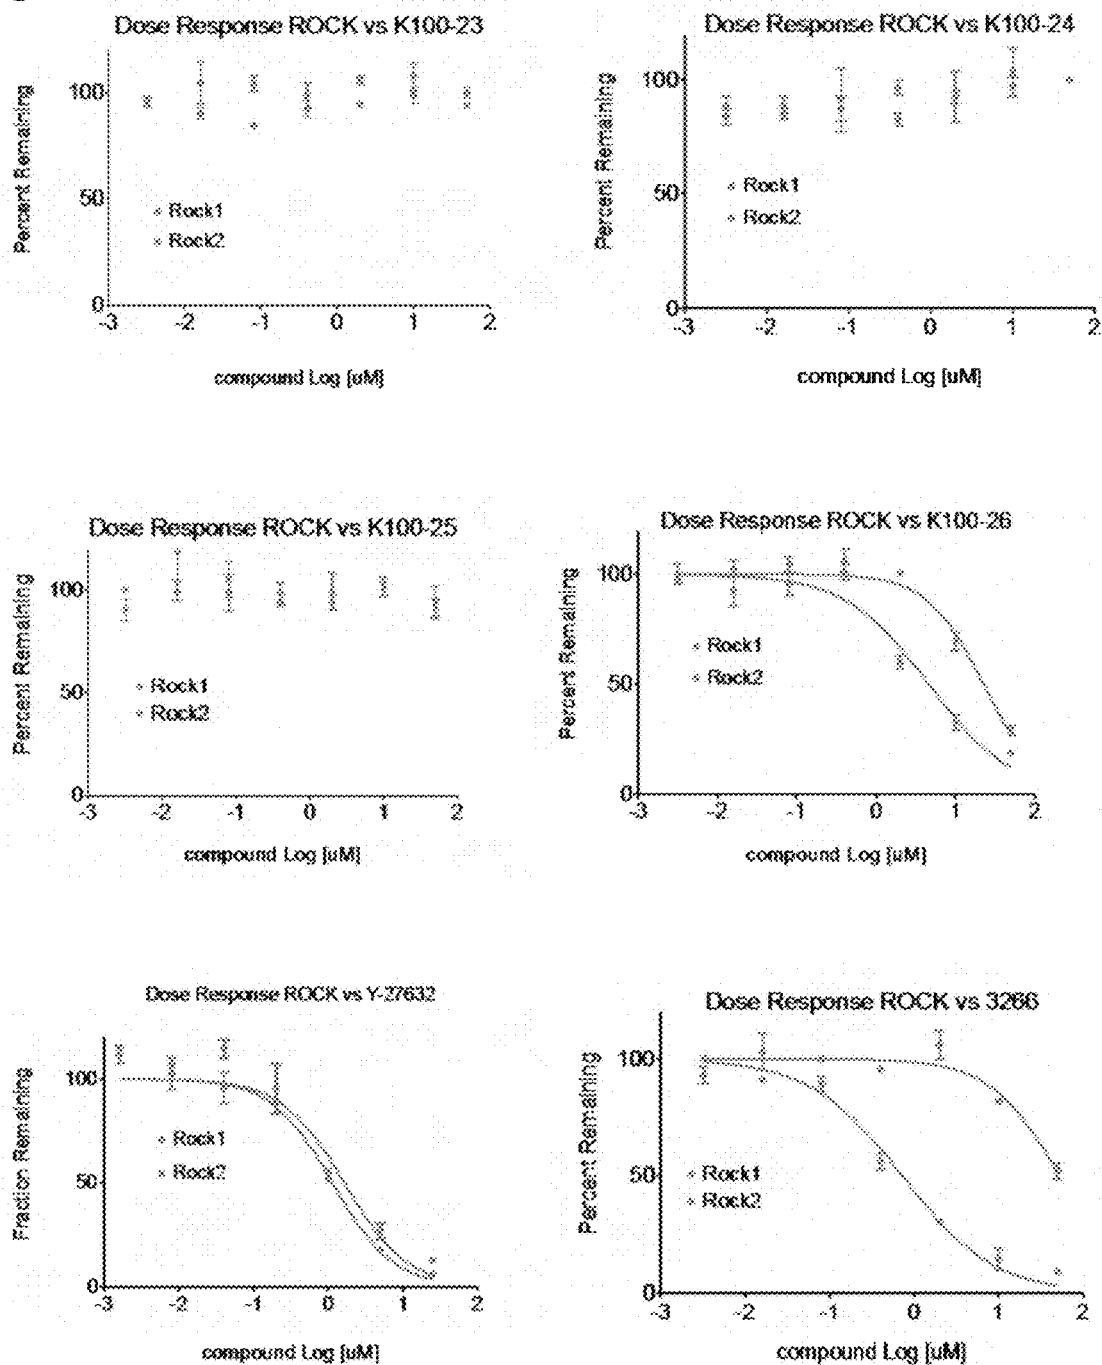 Dose Response ROCK vs K100-23
Percent Remaining
100
50
0
Rock1
Rock2
-3 -2 -1 0 1 2
compound Log [uM]
Dose Response ROCK vs K100-24
Percent Remaining
100
50
0
Rock1
Rock2
-3 -2 -1 0 1 2
compound Log [uM]
Dose Response ROCK vs K100-25
Percent Remaining
100
50
0
Rock1
Rock2
-3 -2 -1 0 1 2
compound Log [uM]
Dose Response ROCK vs K100-26
Percent Remaining
100
50
0
Rock1
Rock2
-3 -2 -1 0 1 2
compound Log [uM]
Dose Response ROCK vs Y-27632
Fraction Remaining
100
50
0
Rock1
Rock2
-3 -2 -1 0 1 2
compound Log [uM]
Dose Response ROCK vs 3266
Percent Remaining
100
50
0
Rock1
Rock2
-3 -2 -1 0 1 2
compound Log [uM]